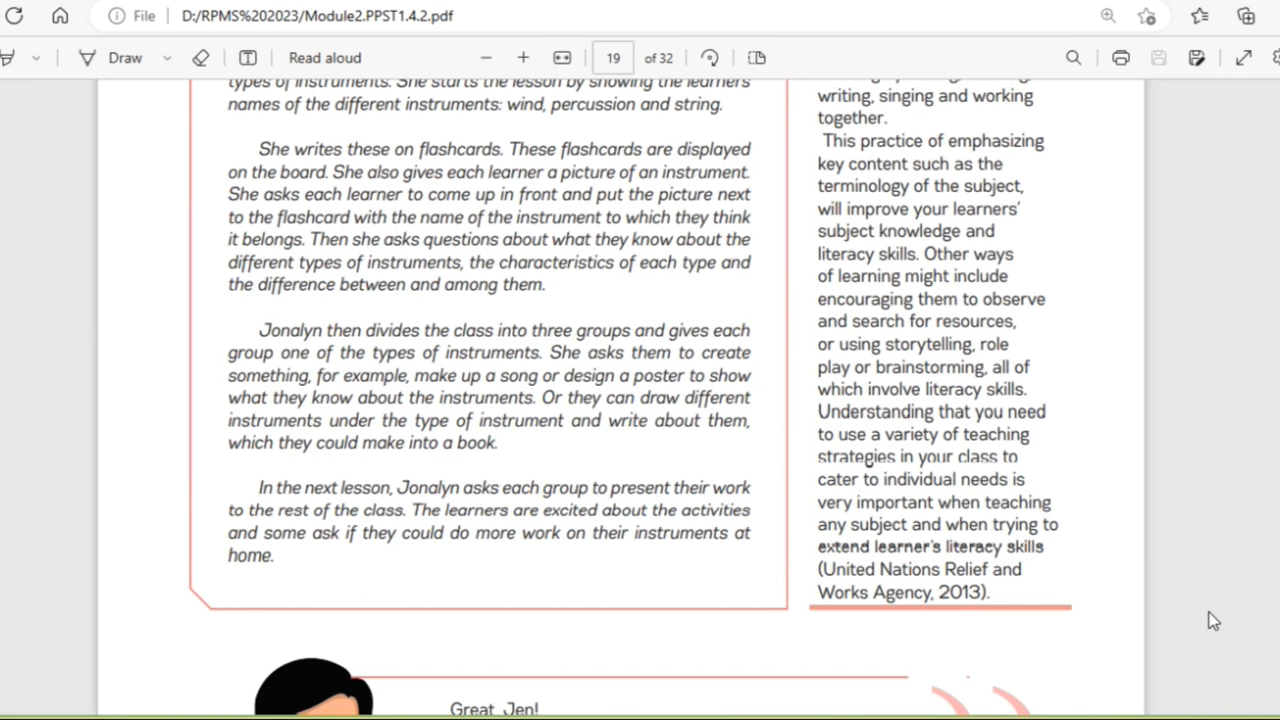 File
D:/RPMS%202023/Module2.PPST1.4.2.pdf
Draw
Read aloud
19
of 32
types of instruments. She starts the lesson by showing the learners
names of the different instruments: wind, percussion and string.
She writes these on flashcards. These flashcards are displayed
on the board. She also gives each learner a picture of an instrument.
She asks each learner to come up in front and put the picture next
to the flashcard with the name of the instrument to which they think
it belongs. Then she asks questions about what they know about the
different types of instruments, the characteristics of each type and
the difference between and among them.
Jonalyn then divides the class into three groups and gives each
group one of the types of instruments. She asks them to create
something, for example, make up a song or design a poster to show
what they know about the instruments. Or they can draw different
instruments under the type of instrument and write about them,
which they could make into a book.
In the next lesson, Jonalyn asks each group to present their work
to the rest of the class. The learners are excited about the activities
and some ask if they could do more work on their instruments at
home.
writing, singing and working
together.
This practice of emphasizing
key content such as the
terminology of the subject,
will improve your learners'
subject knowledge and
literacy skills. Other ways
of learning might include
encouraging them to observe
and search for resources,
or using storytelling, role
play or brainstorming, all of
which involve literacy skills.
Understanding that you need
to use a variety of teaching
strategies in your class to
cater to individual needs is
very important when teaching
any subject and when trying to
extend learner's literacy skills
(United Nations Relief and
Works Agency, 2013).
Great, Jen!